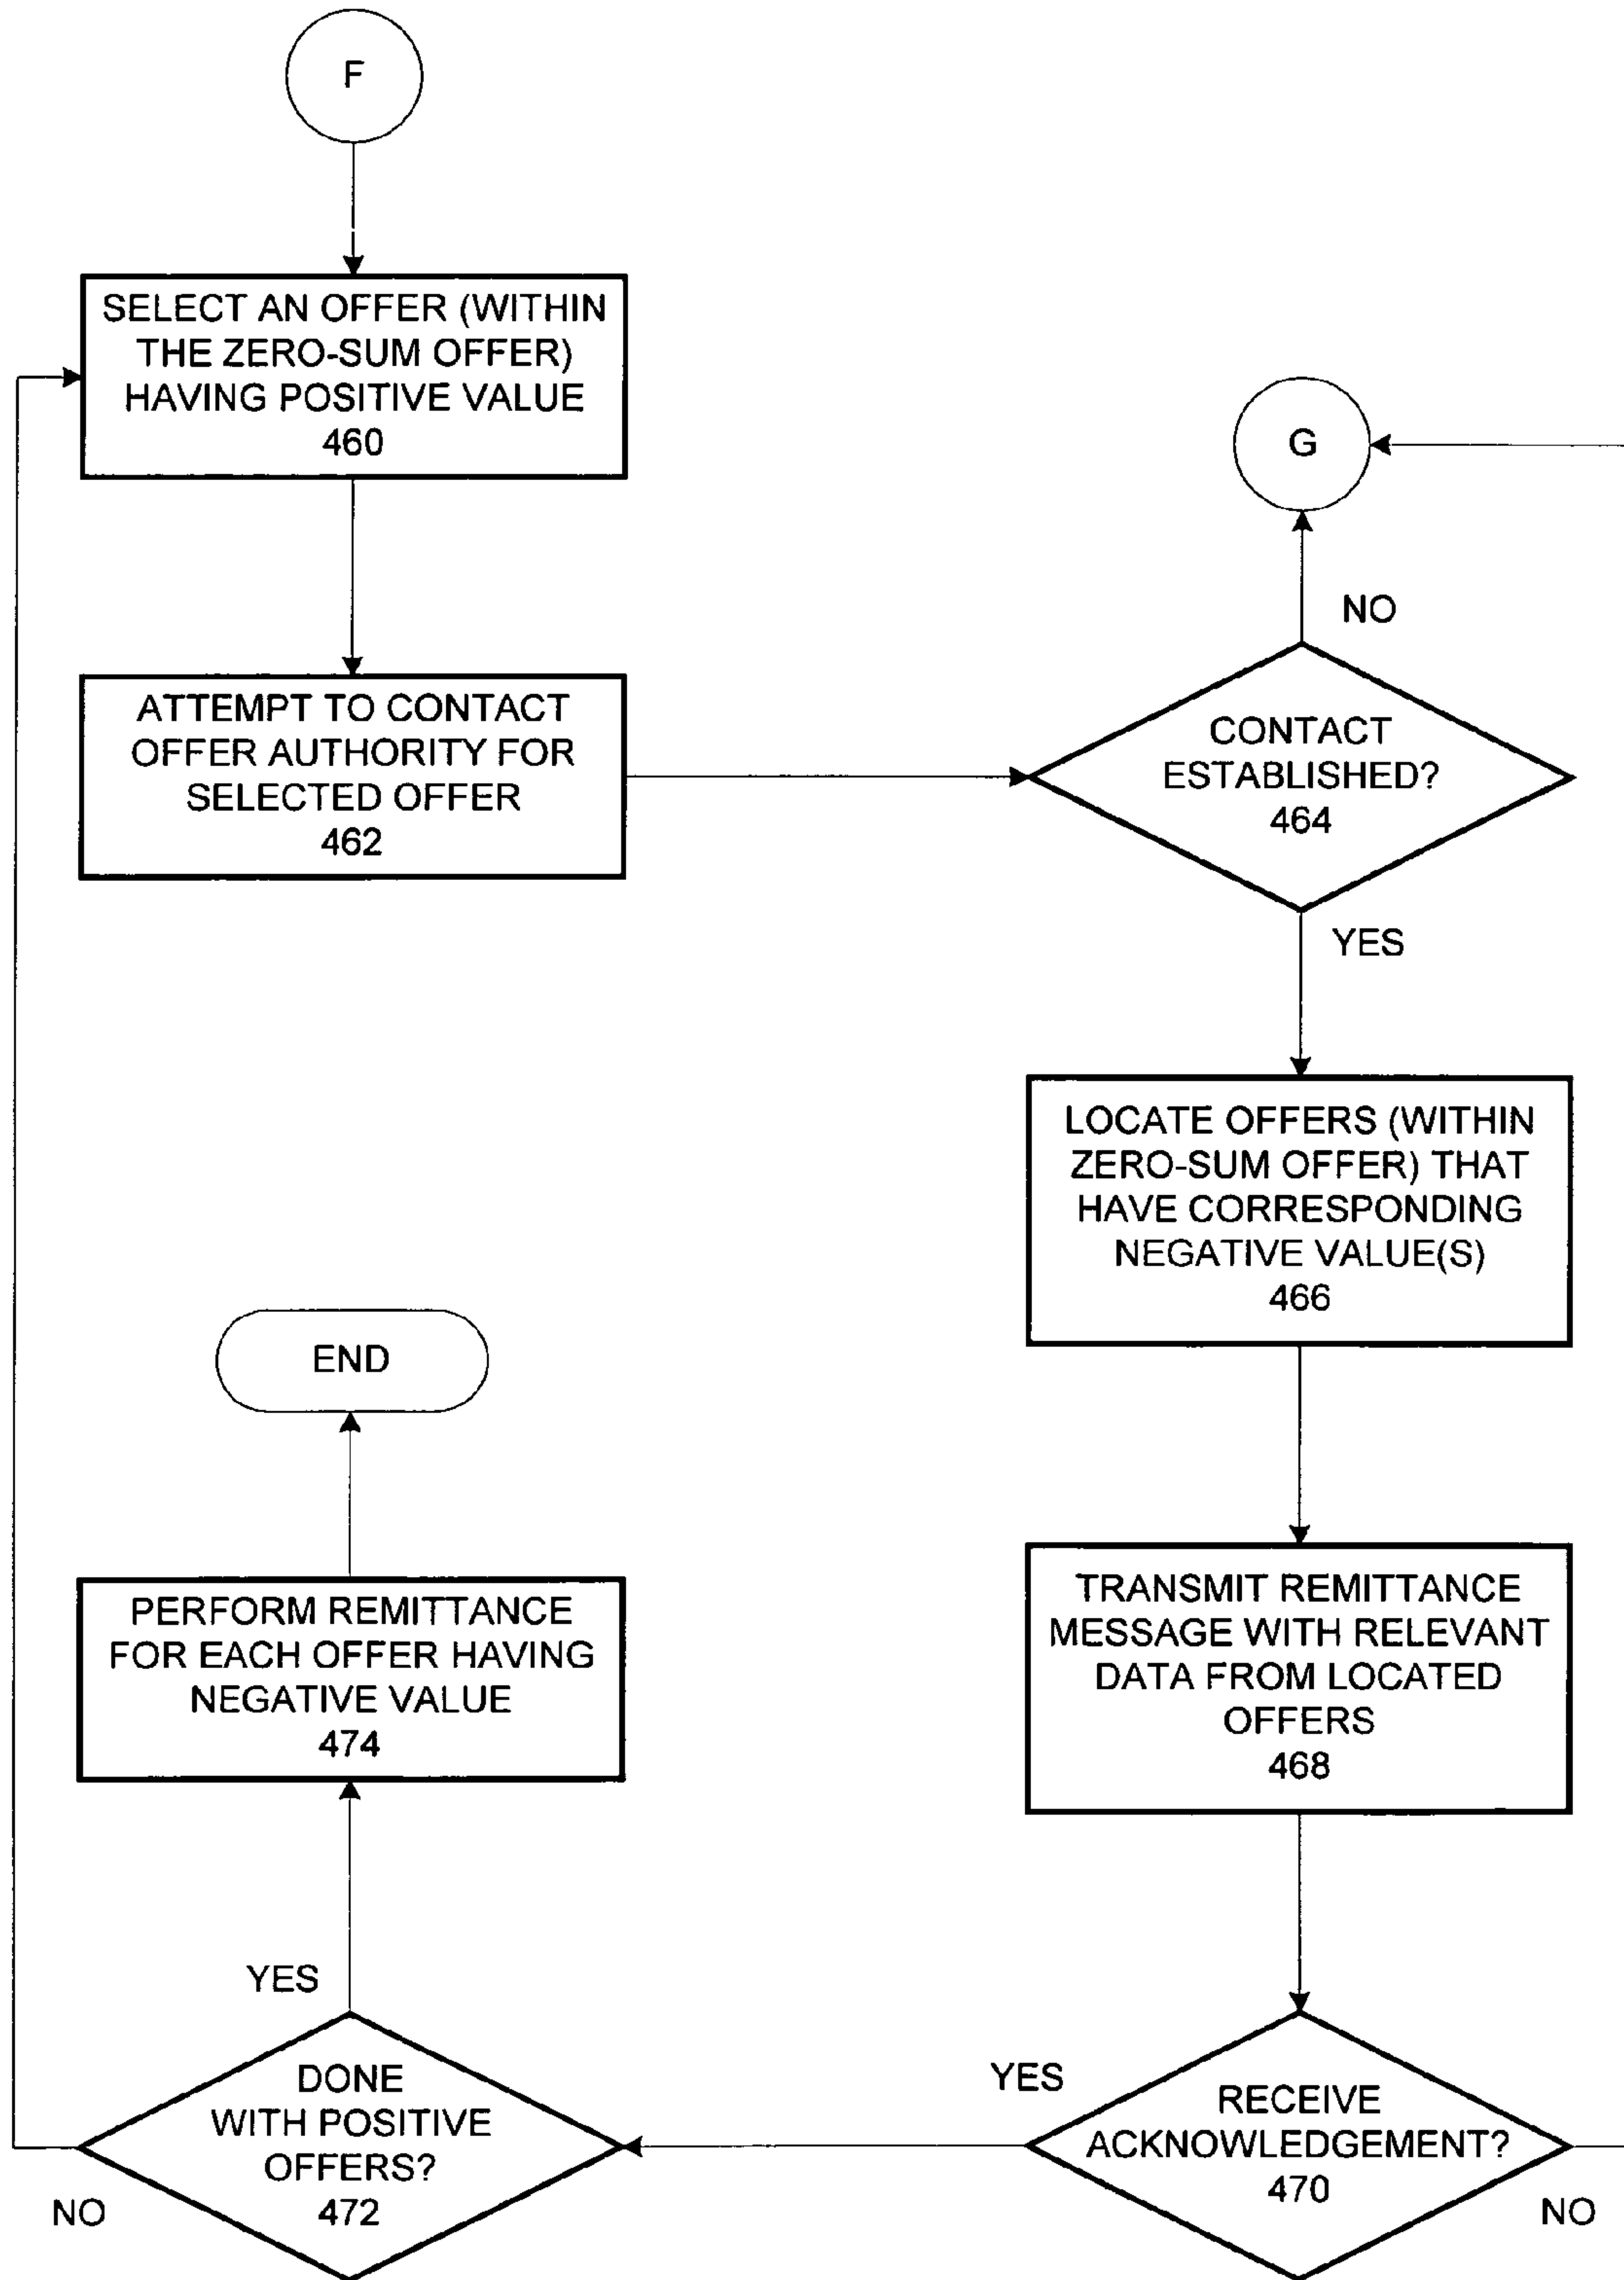 F
SELECT AN OFFER (WITHIN
THE ZERO-SUM OFFER)
HAVING POSITIVE VALUE
460
G
NO
ATTEMPT TO CONTACT
OFFER AUTHORITY FOR
SELECTED OFFER
462
CONTACT
ESTABLISHED?
464
YES
LOCATE OFFERS (WITHIN
ZERO-SUM OFFER) THAT
HAVE CORRESPONDING
NEGATIVE VALUE(S)
466
END
TRANSMIT REMITTANCE
MESSAGE WITH RELEVANT
DATA FROM LOCATED
OFFERS
468
PERFORM REMITTANCE
FOR EACH OFFER HAVING
NEGATIVE VALUE
474
YES
DONE
WITH POSITIVE
OFFERS?
472
NO
YES
RECEIVE
ACKNOWLEDGEMENT?
470
NO